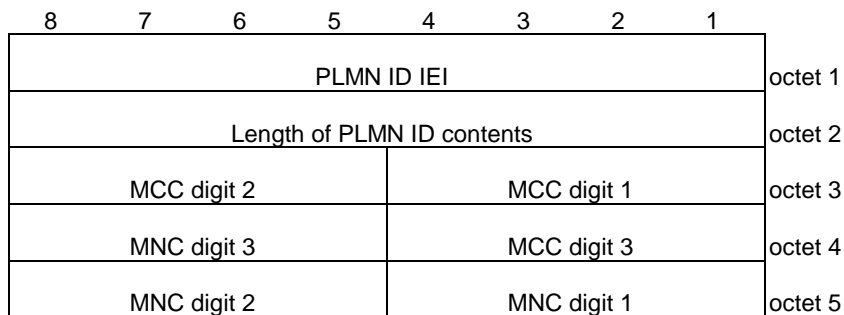 8 7 6 5 4 3 2 1
PLMN ID IEI octet 1
Length of PLMN ID contents octet 2
MCC digit 2 MCC digit 1 octet 3
MNC digit 3 MCC digit 3 octet 4
MNC digit 2 MNC digit 1 octet 5